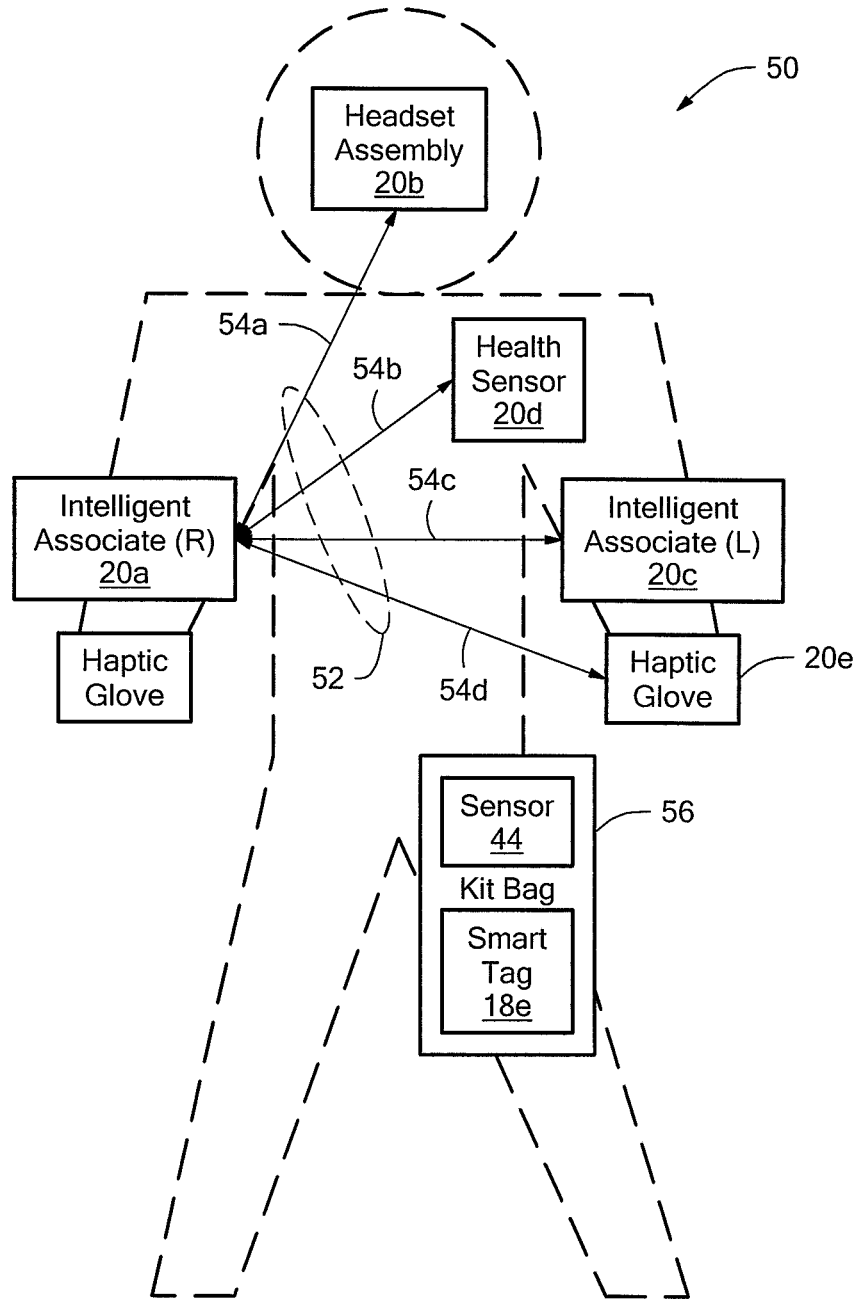 50
Headset
Assembly
20b
54a
54b
Health
Sensor
20d
54c
Intelligent
Associate (R)
20a
Intelligent
Associate (L)
20c
Haptic
Glove
52
54d
Haptic
Glove
20e
Sensor
44
56
Kit Bag
Smart
Tag
18e